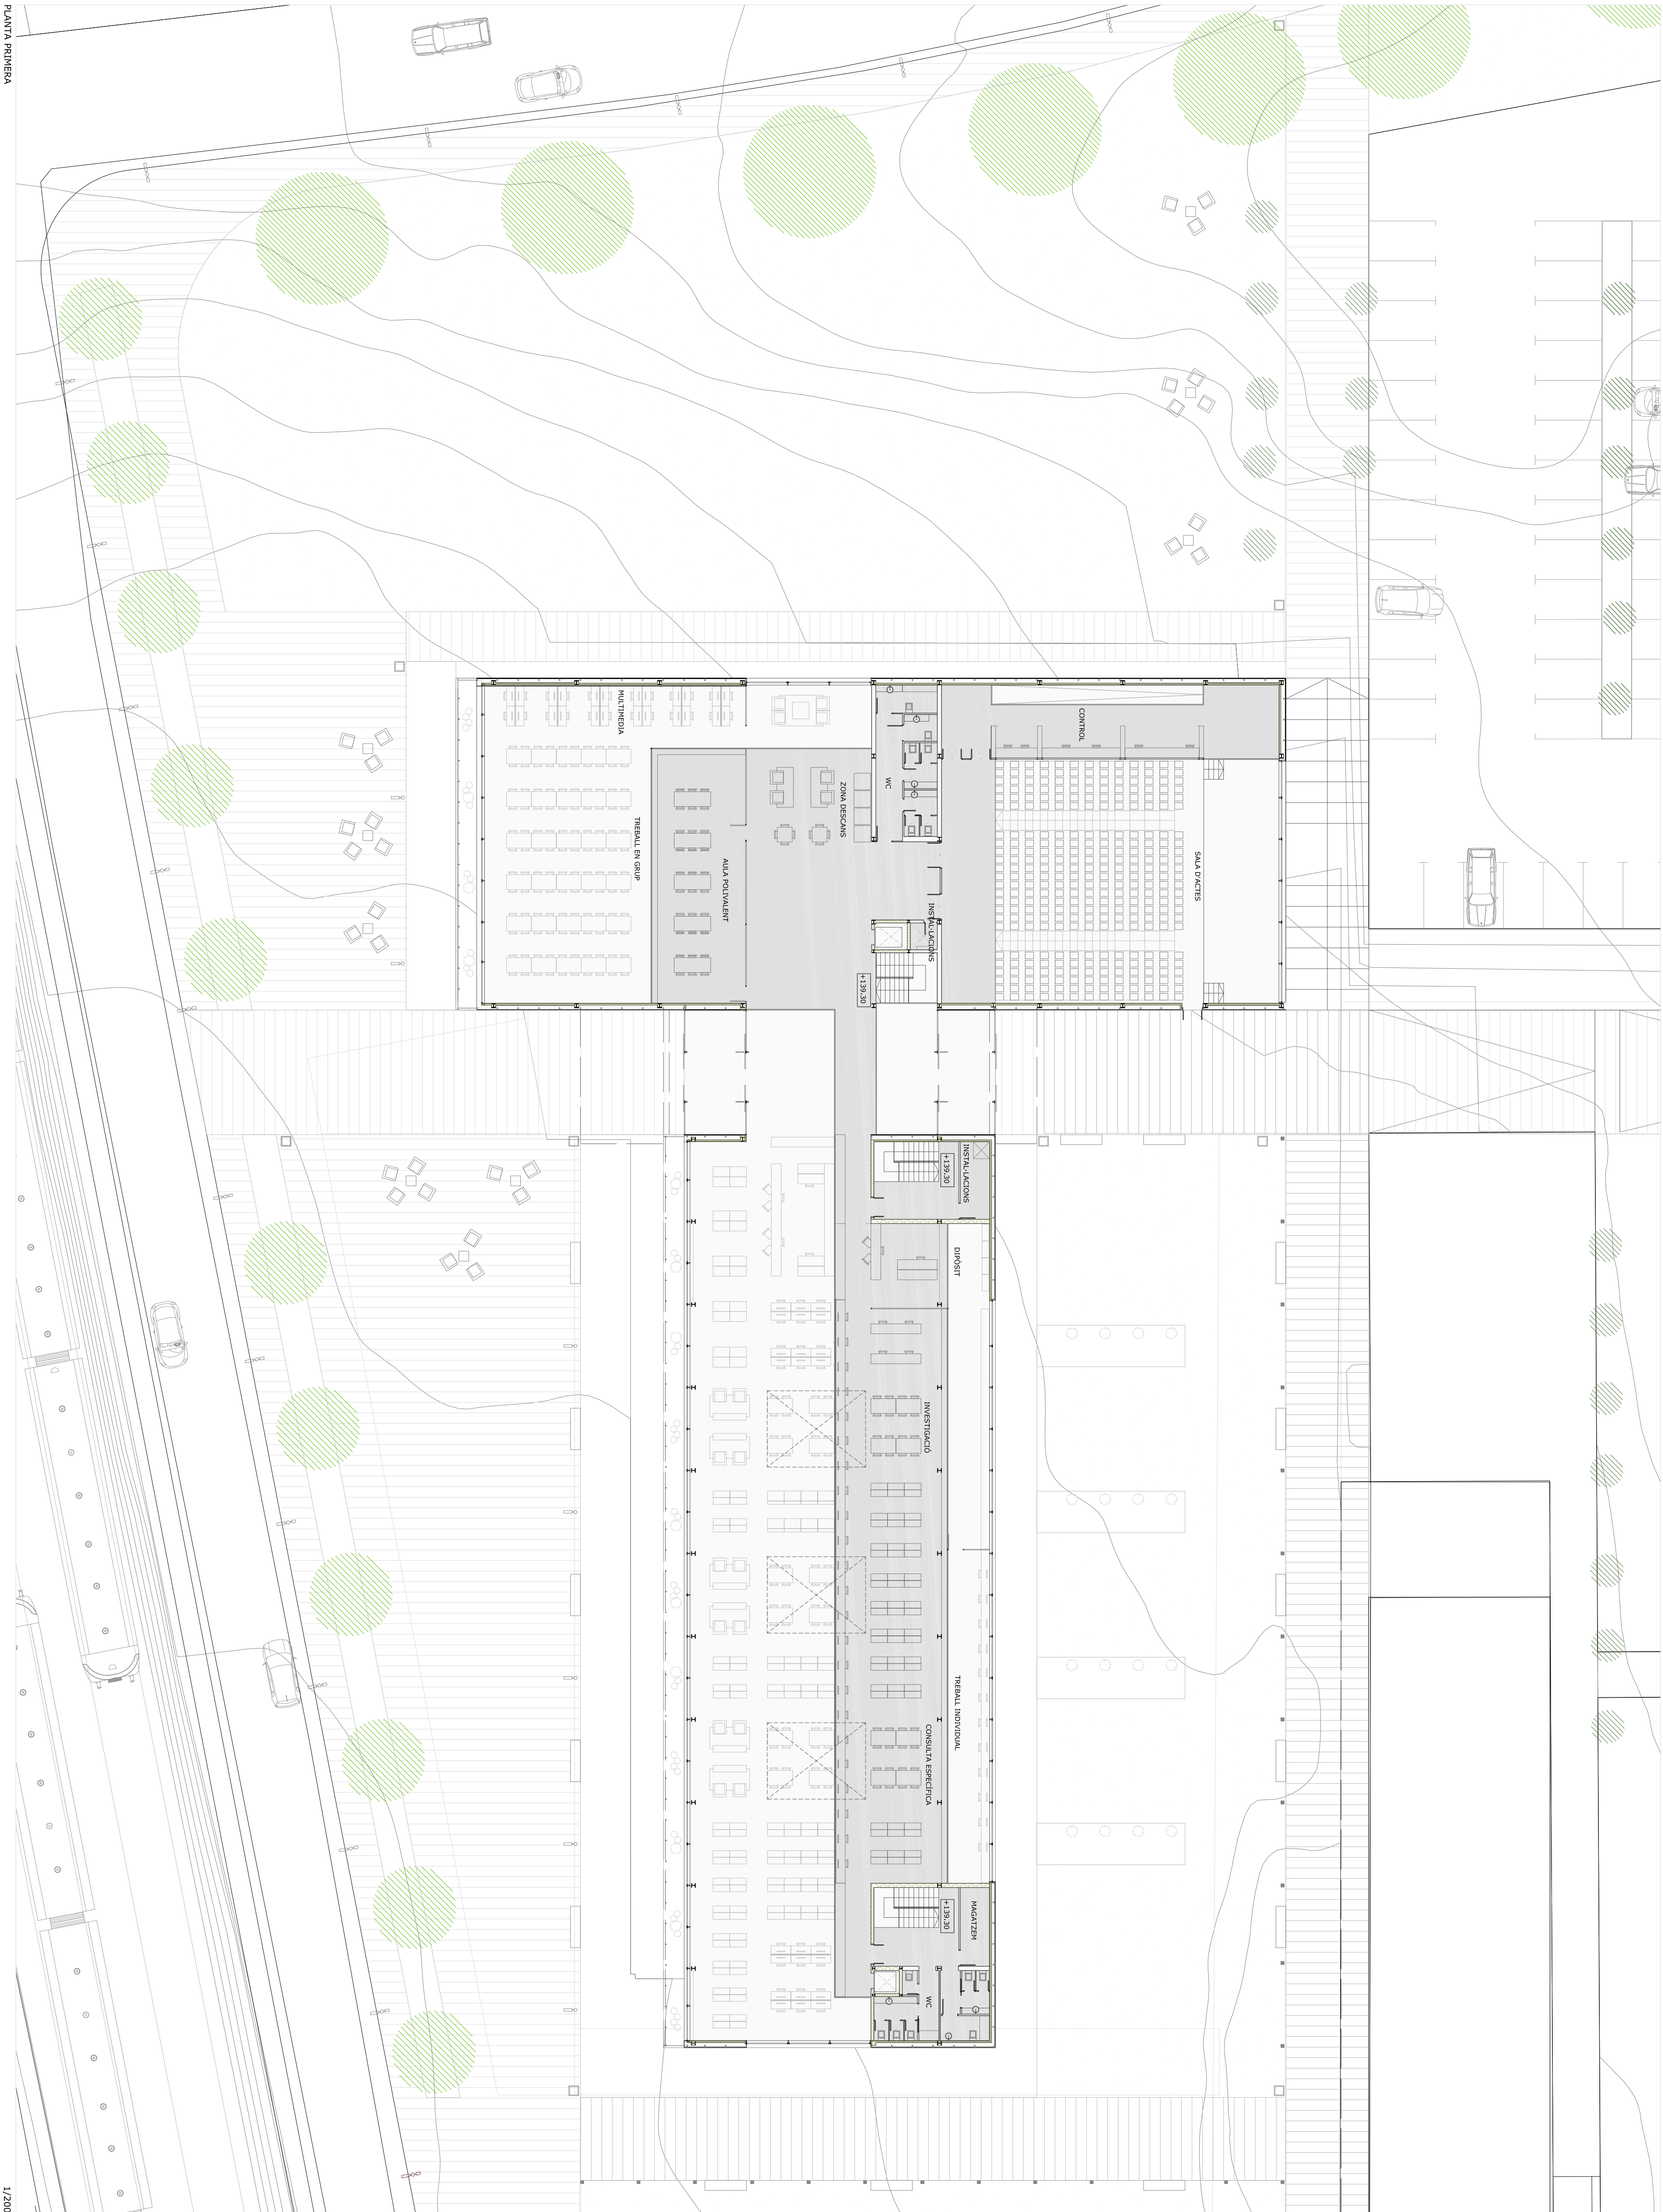 PLANTA PRIMERA
CONTROL
SALA D'ACTES
WC
INSTAL·LACIONS
+139.30
ZONA DESCANS
AULA POLIVALENT
MULTIMEDIA
TREBALL EN GRUP
INSTAL·LACIONS
+139.30
DIPÒSIT
INVESTIGACIÓ
TREBALL INDIVIDUAL
CONSULTA ESPECÍFICA
MAGATZEM
+139.30
WC
1/200